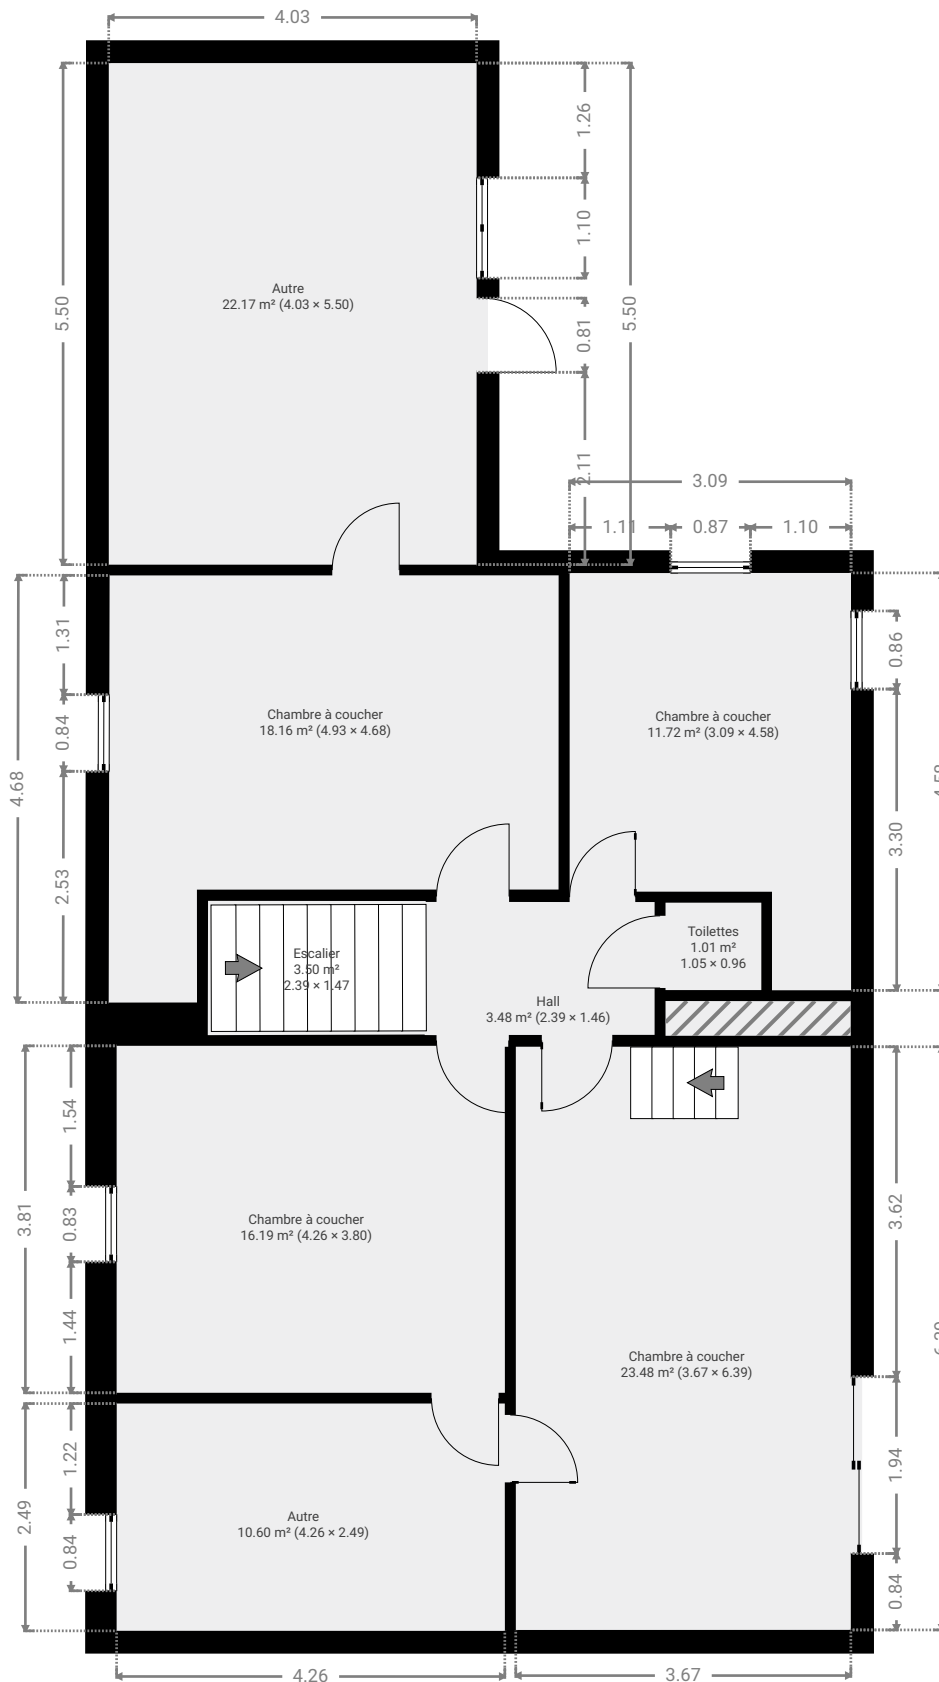 4.03
1.26
1.10
5.50
5.50
0.81
2.11
Autre
22.17 m² (4.03 × 5.50)
3.09
1.11
0.87
1.10
1.31
0.84
4.68
2.53
Chambre à coucher
18.16 m² (4.93 × 4.68)
Chambre à coucher
11.72 m² (3.09 × 4.58)
0.86
3.30
Escalier
3.50 m²
2.39 × 1.47
Toilettes
1.01 m²
1.05 × 0.96
Hall
3.48 m² (2.39 × 1.46)
1.54
3.81
0.83
1.44
Chambre à coucher
16.19 m² (4.26 × 3.80)
3.62
Chambre à coucher
23.48 m² (3.67 × 6.39)
1.22
2.49
0.84
Autre
10.60 m² (4.26 × 2.49)
1.94
0.84
4.26
3.67